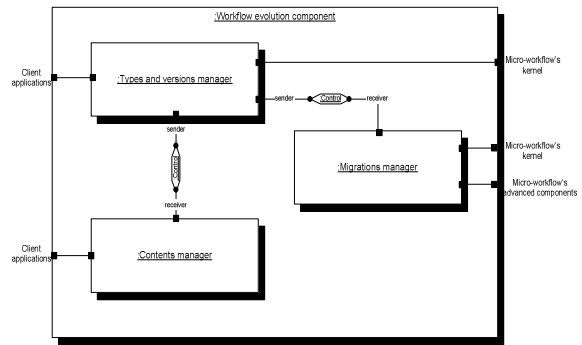 :Workflow evolution component
Client
applications
:Types and versions manager
Micro-workflow's
kernel
sender
Control
receiver
sender
Control
receiver
:Migrations manager
Micro-workflow's
kernel
Micro-workflow's
advanced components
Client
applications
:Contents manager